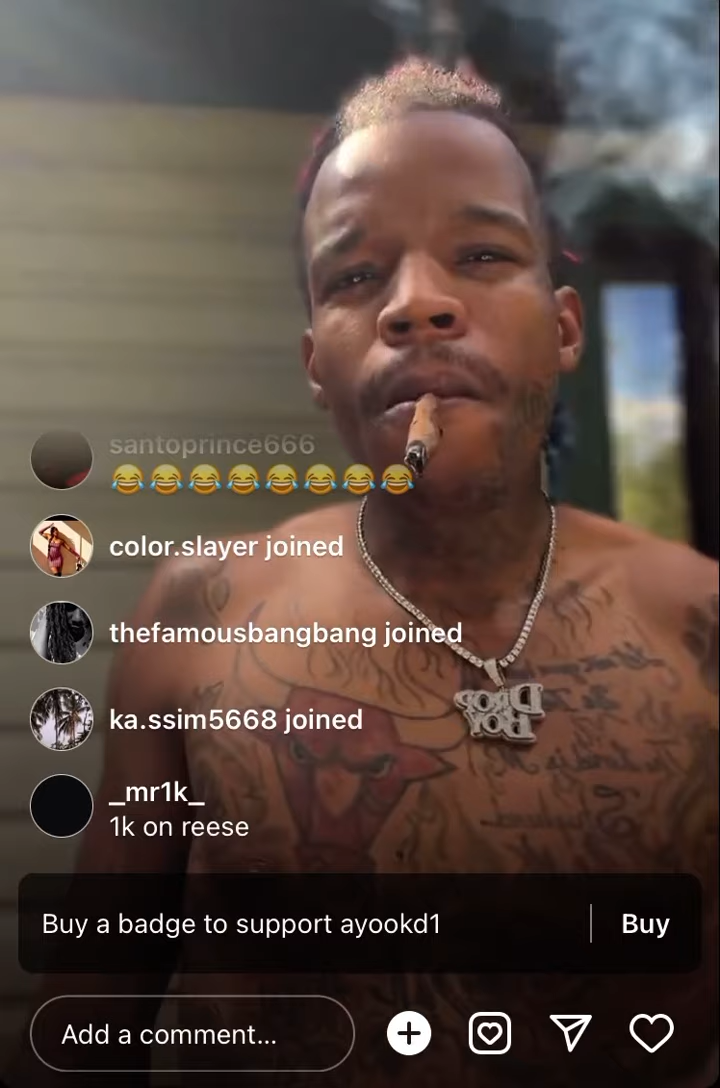 santoprince666
😂😂😂😂😂😂😂😂
color.slayer joined
thefamousbangbang joined
DROP
BOY
ka.ssim5668 joined
_mr1k_
1k on reese
Buy a badge to support ayookd1
Buy
Add a comment...